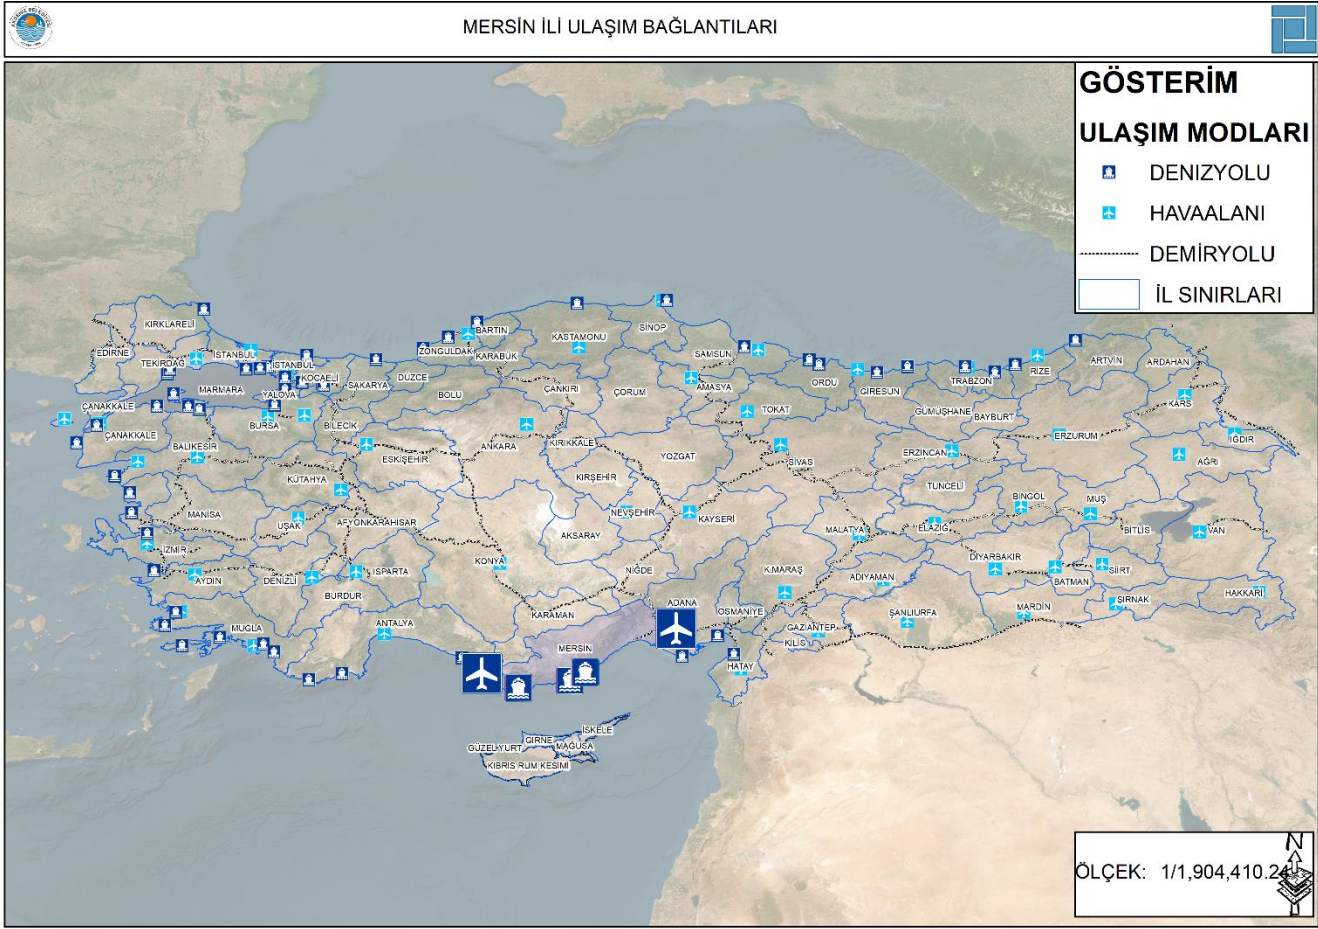 MERSİN İLİ ULAŞIM BAĞLANTILARI
GÖSTERİM
ULAŞIM MODLARI
DENIZYOLU
HAVAALANI
DEMİRYOLU
İL SINIRLARI
KIRKLARELİ
EDİRNE
TEKİRDAĞ
İSTANBUL
İSTANBUL
KOCAELİ
MARMARA
YALOVA
SAKARYA
DÜZCE
ZONGULDAK
BARTIN
KARABÜK
KASTAMONU
SİNOP
SAMSUN
ORDU
GİRESUN
TRABZON
RİZE
ARTVİN
ARDAHAN
ÇANAKKALE
ÇANAKKALE
BURSA
BİLECİK
BOLU
ÇANKIRI
ÇORUM
AMASYA
TOKAT
GÜMÜŞHANE
BAYBURT
KARS
BALIKESİR
ESKİŞEHİR
ANKARA
KIRIKKALE
YOZGAT
SİVAS
ERZİNCAN
ERZURUM
IĞDIR
AĞRI
KÜTAHYA
KIRŞEHİR
TUNCELİ
BİNGÖL
MUŞ
MANİSA
UŞAK
AFYONKARAHİSAR
AKSARAY
NEVŞEHİR
KAYSERİ
MALATYA
ELAZIĞ
BİTLİS
VAN
İZMİR
AYDIN
DENİZLİ
ISPARTA
BURDUR
KONYA
NİĞDE
K.MARAŞ
ADIYAMAN
DİYARBAKIR
BATMAN
SİİRT
ŞIRNAK
HAKKARİ
MUĞLA
ANTALYA
KARAMAN
MERSİN
ADANA
OSMANİYE
GAZİANTEP
KİLİS
ŞANLIURFA
MARDİN
HATAY
İSKELE
GİRNE
GÜZELYURT
MAĞUSA
KIBRIS RUM KESİMİ
N
ÖLÇEK: 1/1,904,410.24